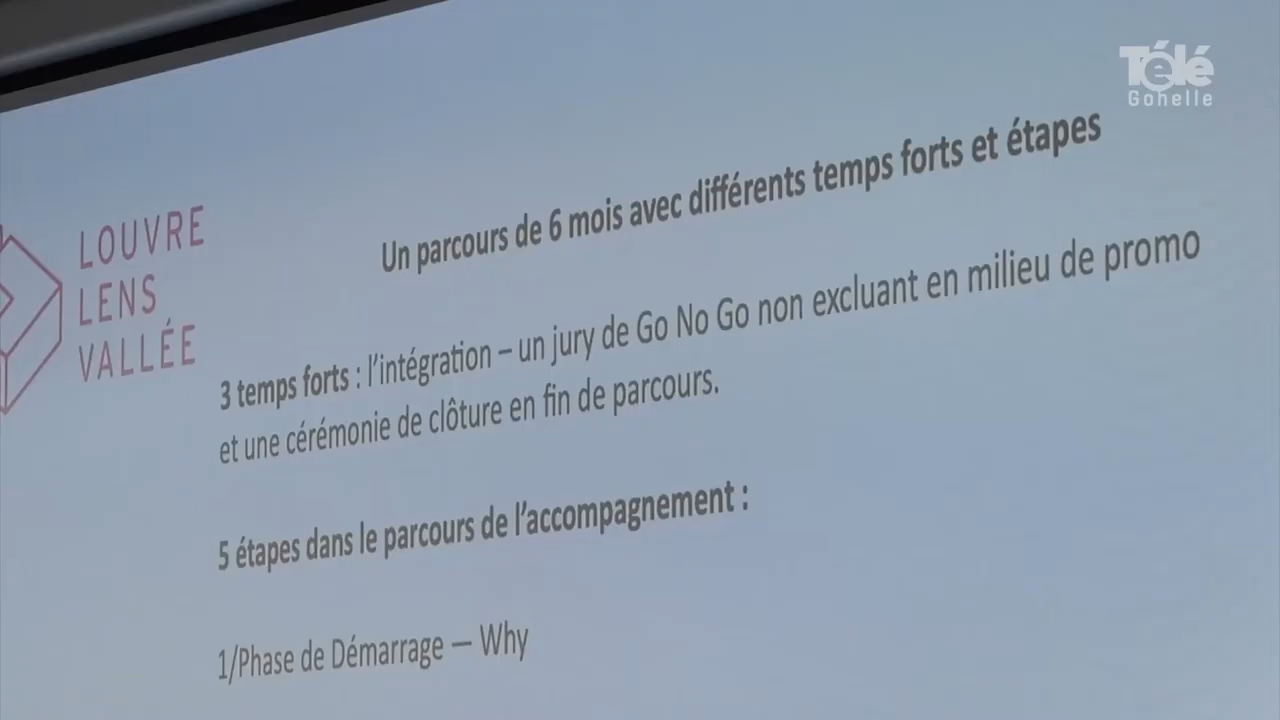 Télé
Gohelle
LOUVRE
LENS
VALLÉE
Un parcours de 6 mois avec différents temps forts et étapes
3 temps forts : l’intégration – un jury de Go No Go non excluant en milieu de promo
et une cérémonie de clôture en fin de parcours.
5 étapes dans le parcours de l’accompagnement :
1/Phase de Démarrage — Why